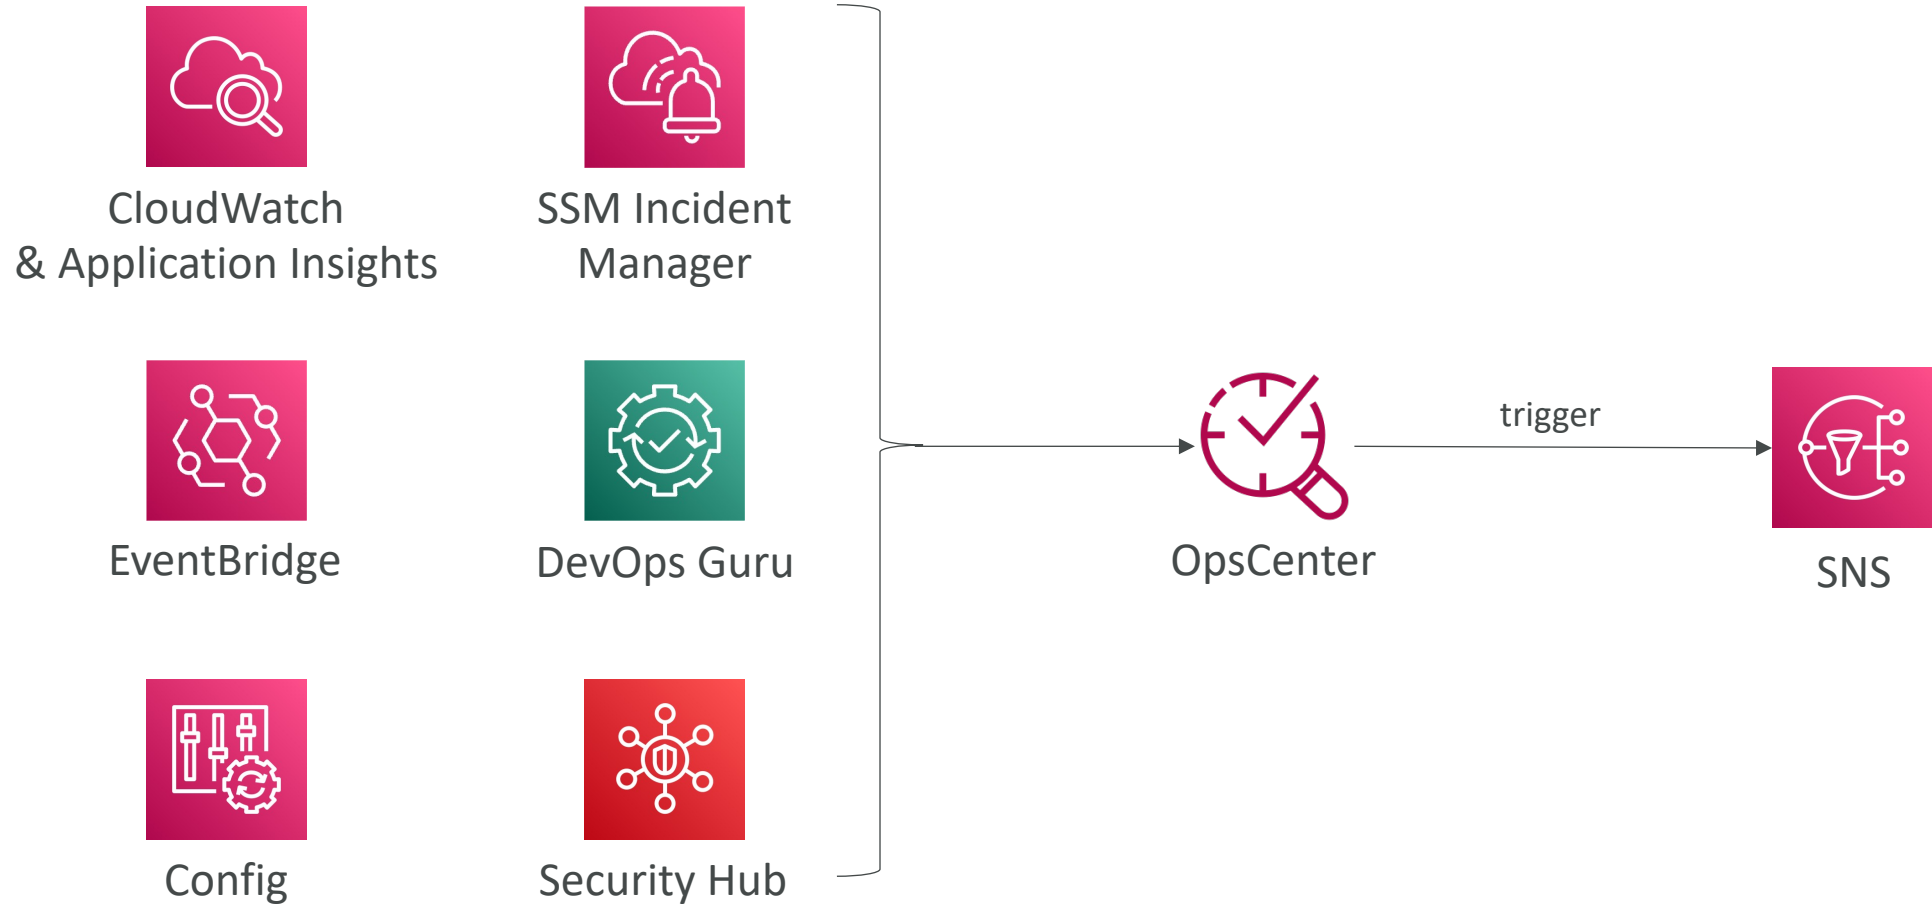 CloudWatch
& Application Insights
SSM Incident
Manager
EventBridge
DevOps Guru
Config
Security Hub
OpsCenter
trigger
SNS